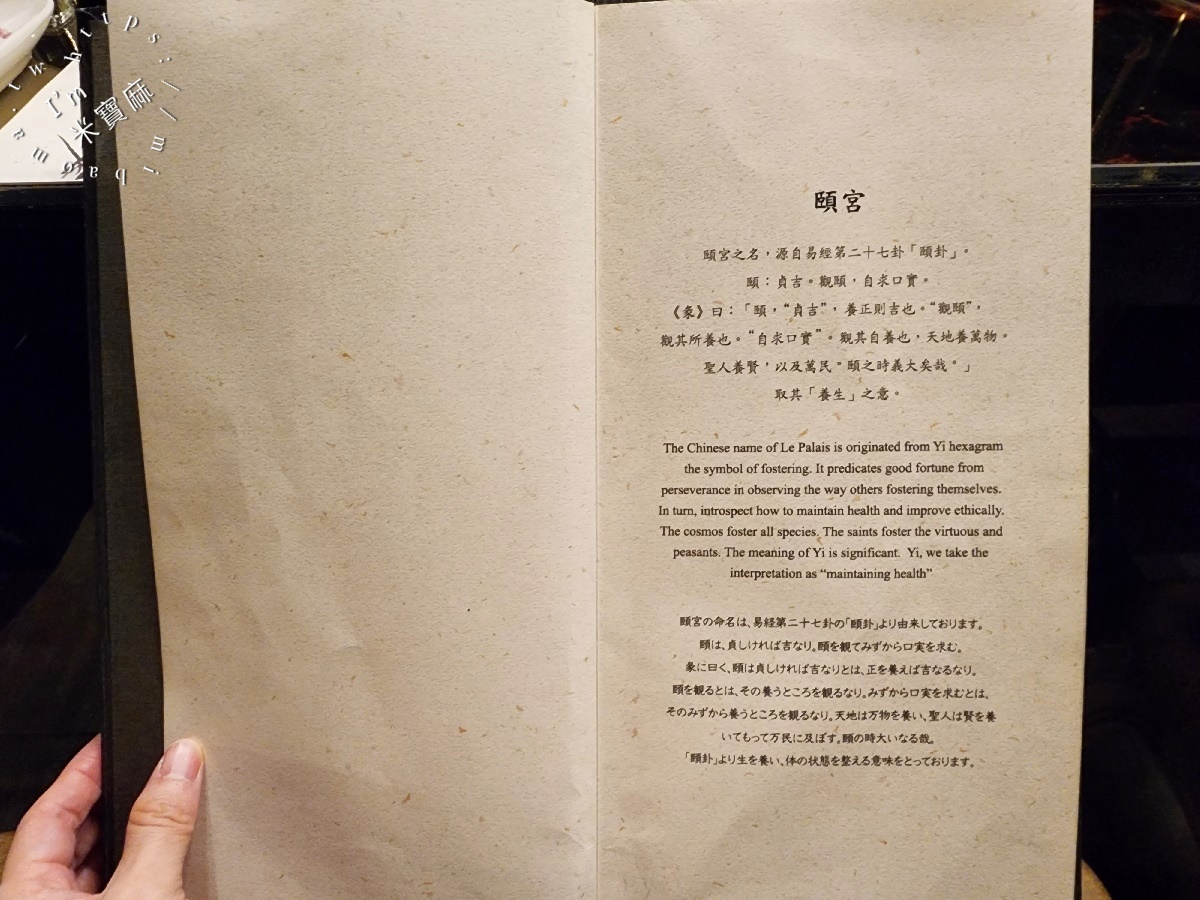 https://mibaoma.tw
I'm
米寶麻
頤宮
頤宮之名，源自易經第二十七卦「頤卦」。
頤：貞吉。觀頤，自求口實。
《彖》曰：「頤，“貞吉”，養正則吉也。“觀頤”，
觀其所養也。“自求口實”。觀其自養也，天地養萬物。
聖人養賢，以及萬民。頤之時義大矣哉。」
取其「養生」之意。
The Chinese name of Le Palais is originated from Yi hexagram
the symbol of fostering. It predicates good fortune from
perseverance in observing the way others fostering themselves.
In turn, introspect how to maintain health and improve ethically.
The cosmos foster all species. The saints foster the virtuous and
peasants. The meaning of Yi is significant.  Yi, we take the
interpretation as “maintaining health”
頤宮の命名は、易経第二十七卦の「頤卦」より由来しております。
頤は、貞しければ吉なり。頤を観てみずから口実を求む。
彖に曰く、頤は貞しければ吉なりとは、正を養えば吉なるなり。
頤を観るとは、その養うところを観るなり。みずから口実を求むとは、
そのみずから養うところを観るなり。天地は万物を養い、聖人は賢を養
いてもって万民に及ぼす。頤の時大いなる哉。
「頤卦」より生を養い、体の状態を整える意味をとっております。